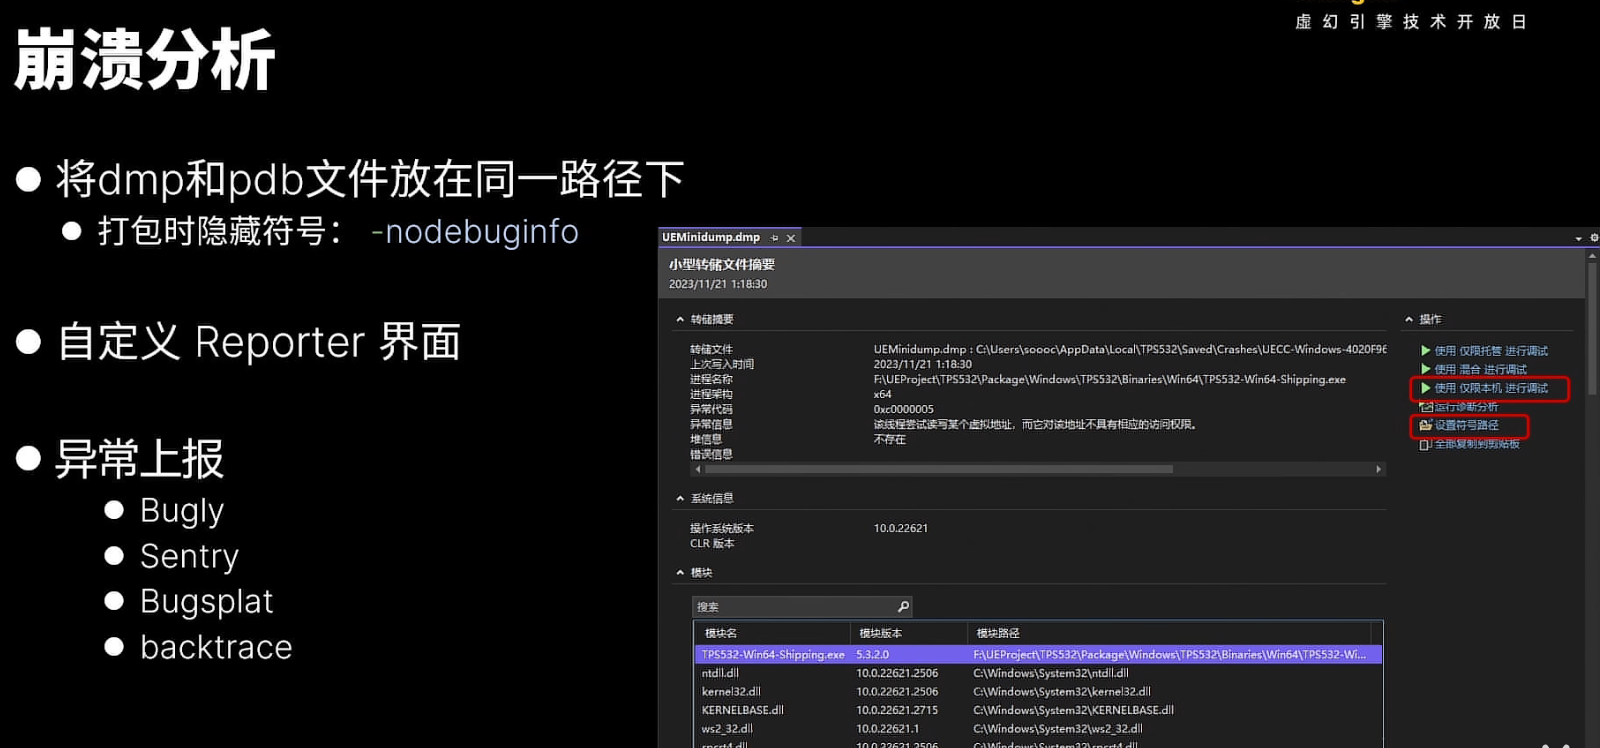 虚幻引擎技术开放日
崩溃分析
将dmp和pdb文件放在同一路径下
打包时隐藏符号: -nodebuginfo
自定义 Reporter 界面
异常上报
Bugly
Sentry
Bugsplat
backtrace
UEMinidump.dmp
小型转储文件摘要
2023/11/21 1:18:30
转储摘要
转储文件 UEMinidump.dmp : C:\Users\soooc\AppData\Local\TPS532\Saved\Crashes\UECC-Windows-4020F96
上次写入时间 2023/11/21 1:18:30
进程名称 F:\UEProject\TPS532\Package\Windows\TPS532\Binaries\Win64\TPS532-Win64-Shipping.exe
进程架构 x64
异常代码 0xc0000005
异常信息 该线程尝试读写某个虚拟地址，而它对该地址不具有相应的访问权限。
堆信息 不存在
错误信息
系统信息
操作系统版本 10.0.22621
CLR 版本
模块
搜索
模块名 模块版本 模块路径
TPS532-Win64-Shipping.exe 5.3.2.0 F:\UEProject\TPS532\Package\Windows\TPS532\Binaries\Win64\TPS532-Wi...
ntdll.dll 10.0.22621.2506 C:\Windows\System32\ntdll.dll
kernel32.dll 10.0.22621.2506 C:\Windows\System32\kernel32.dll
KERNELBASE.dll 10.0.22621.2715 C:\Windows\System32\KERNELBASE.dll
ws2_32.dll 10.0.22621.1 C:\Windows\System32\ws2_32.dll
rpcrt4.dll 10.0.22621.2506 C:\Windows\System32\rpcrt4.dll
操作
使用 仅限托管 进行调试
使用 混合 进行调试
使用 仅限本机 进行调试
运行诊断分析
设置符号路径
全部复制到剪贴板